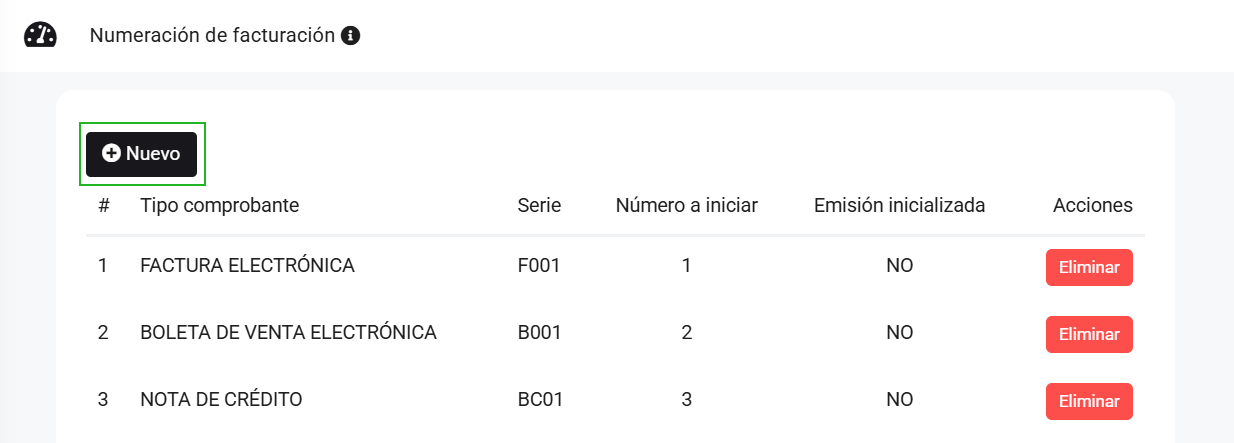 Numeración de facturación
Nuevo
# Tipo comprobante Serie Número a iniciar Emisión inicializada Acciones
1 FACTURA ELECTRÓNICA F001 1 NO Eliminar
2 BOLETA DE VENTA ELECTRÓNICA B001 2 NO Eliminar
3 NOTA DE CRÉDITO BC01 3 NO Eliminar